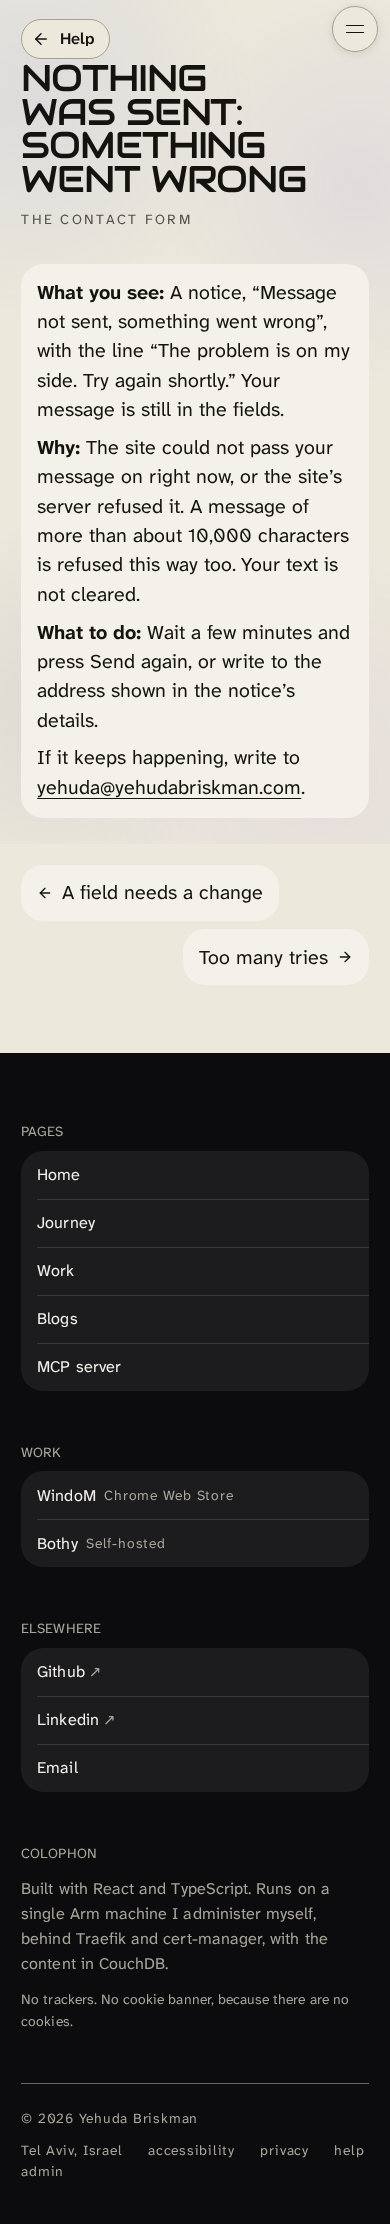 ← Help
NOTHING
WAS SENT:
SOMETHING
WENT WRONG
THE CONTACT FORM
What you see: A notice, “Message
not sent, something went wrong”,
with the line “The problem is on my
side. Try again shortly.” Your
message is still in the fields.
Why: The site could not pass your
message on right now, or the site’s
server refused it. A message of
more than about 10,000 characters
is refused this way too. Your text is
not cleared.
What to do: Wait a few minutes and
press Send again, or write to the
address shown in the notice’s
details.
If it keeps happening, write to
yehuda@yehudabriskman.com.
← A field needs a change
Too many tries →
PAGES
Home
Journey
Work
Blogs
MCP server
WORK
WindoM Chrome Web Store
Bothy Self-hosted
ELSEWHERE
Github ↗
Linkedin ↗
Email
COLOPHON
Built with React and TypeScript. Runs on a
single Arm machine I administer myself,
behind Traefik and cert-manager, with the
content in CouchDB.
No trackers. No cookie banner, because there are no
cookies.
© 2026 Yehuda Briskman
Tel Aviv, Israel accessibility privacy help
admin